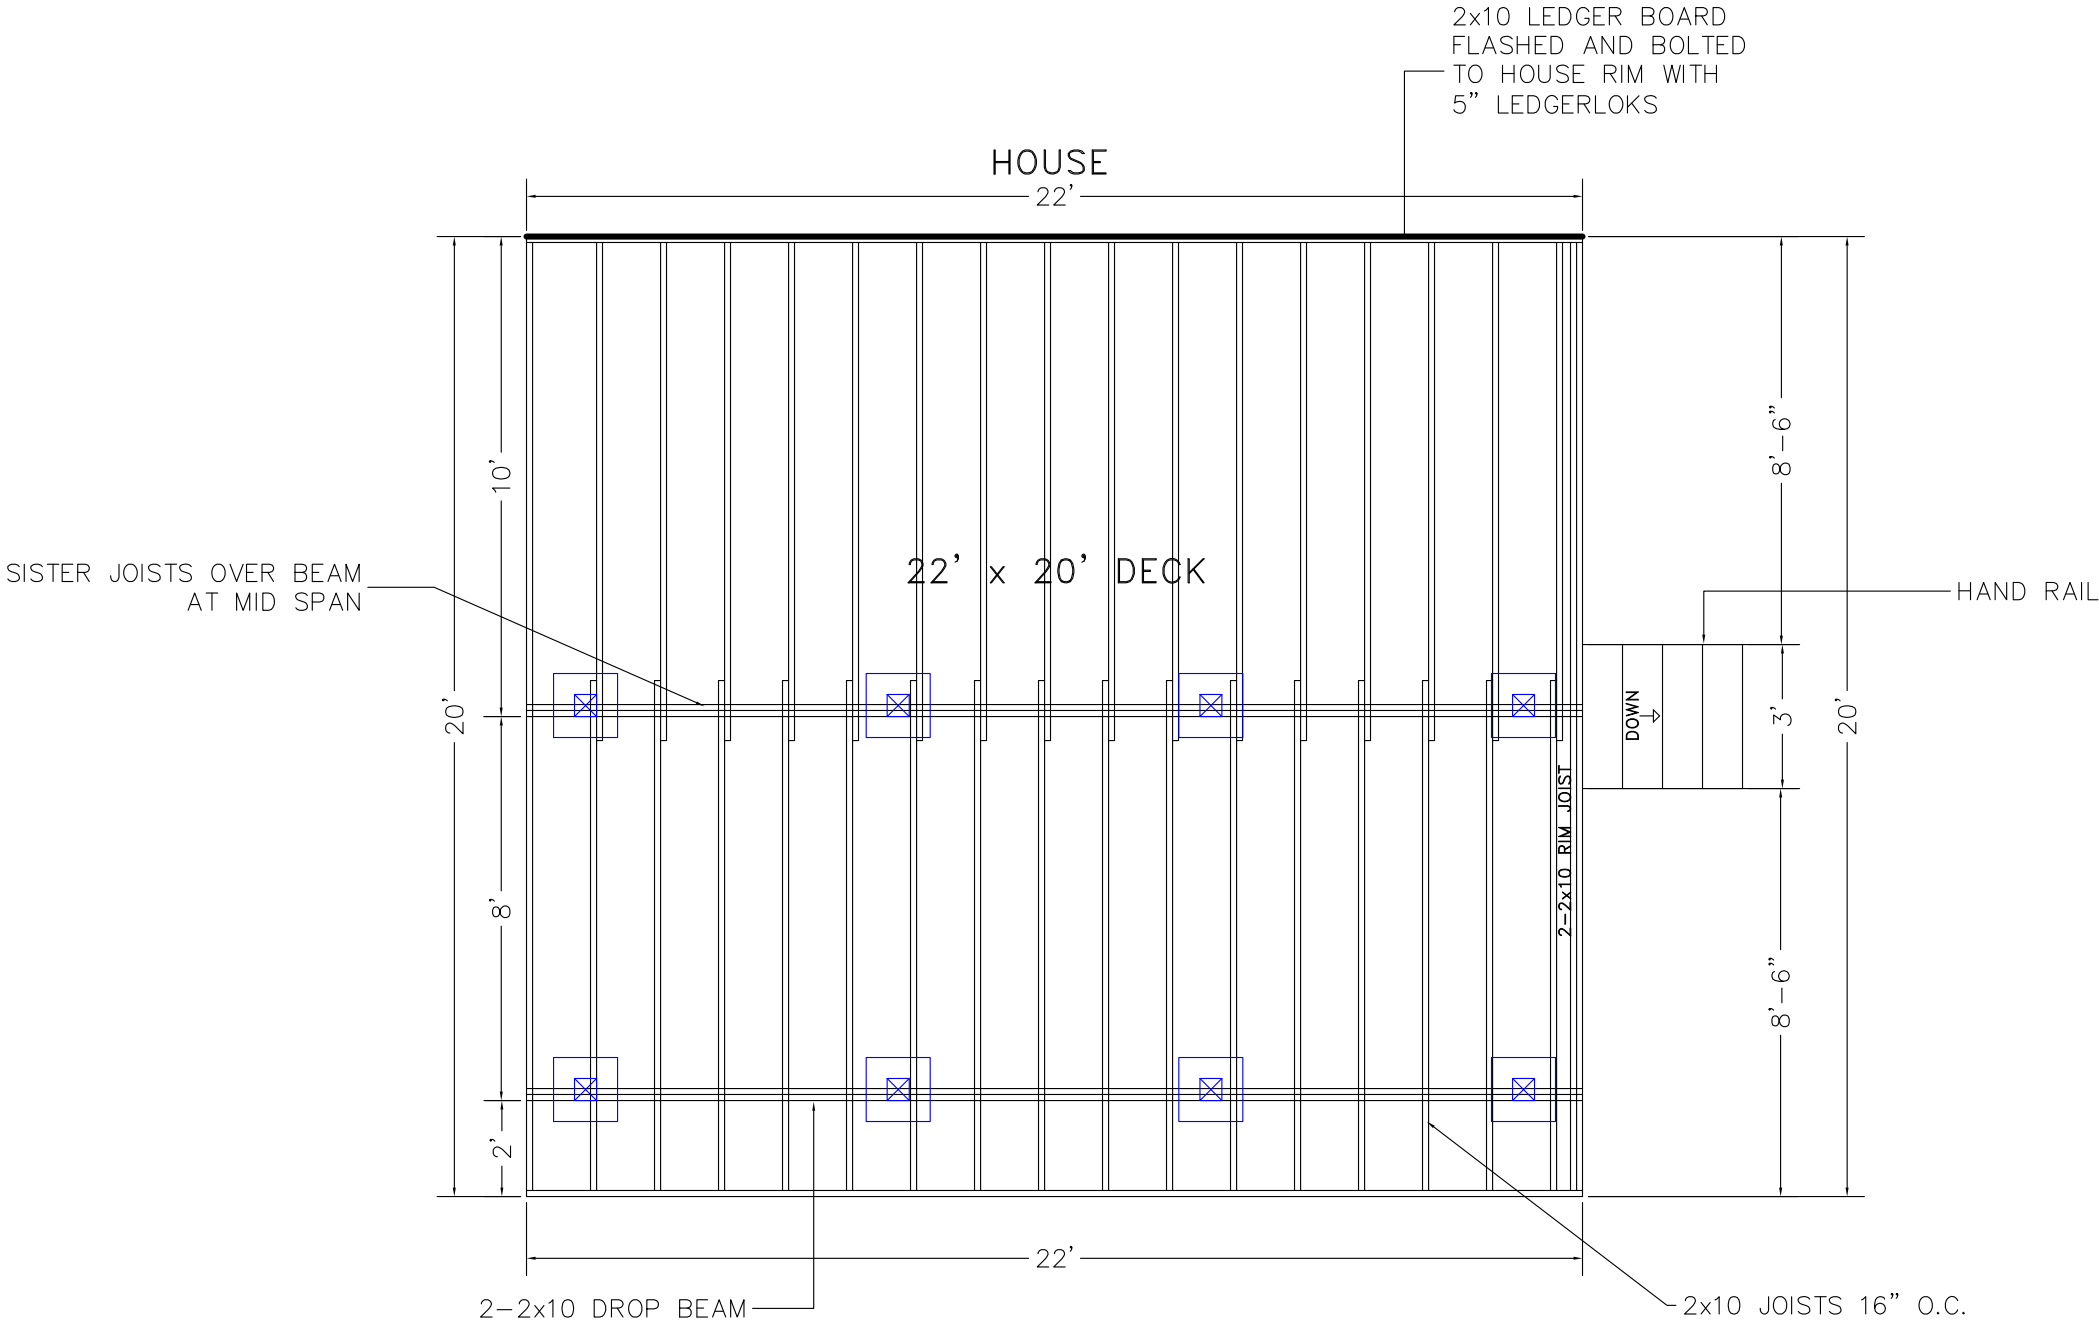 2x10 LEDGER BOARD
FLASHED AND BOLTED
TO HOUSE RIM WITH
5" LEDGERLOKS
HOUSE
22'
10'
8'-6"
20'
22' x 20' DECK
SISTER JOISTS OVER BEAM
AT MID SPAN
HAND RAIL
DOWN
3'
20'
2-2x10 RIM JOIST
8'
8'-6"
2'
22'
2-2x10 DROP BEAM
2x10 JOISTS 16" O.C.